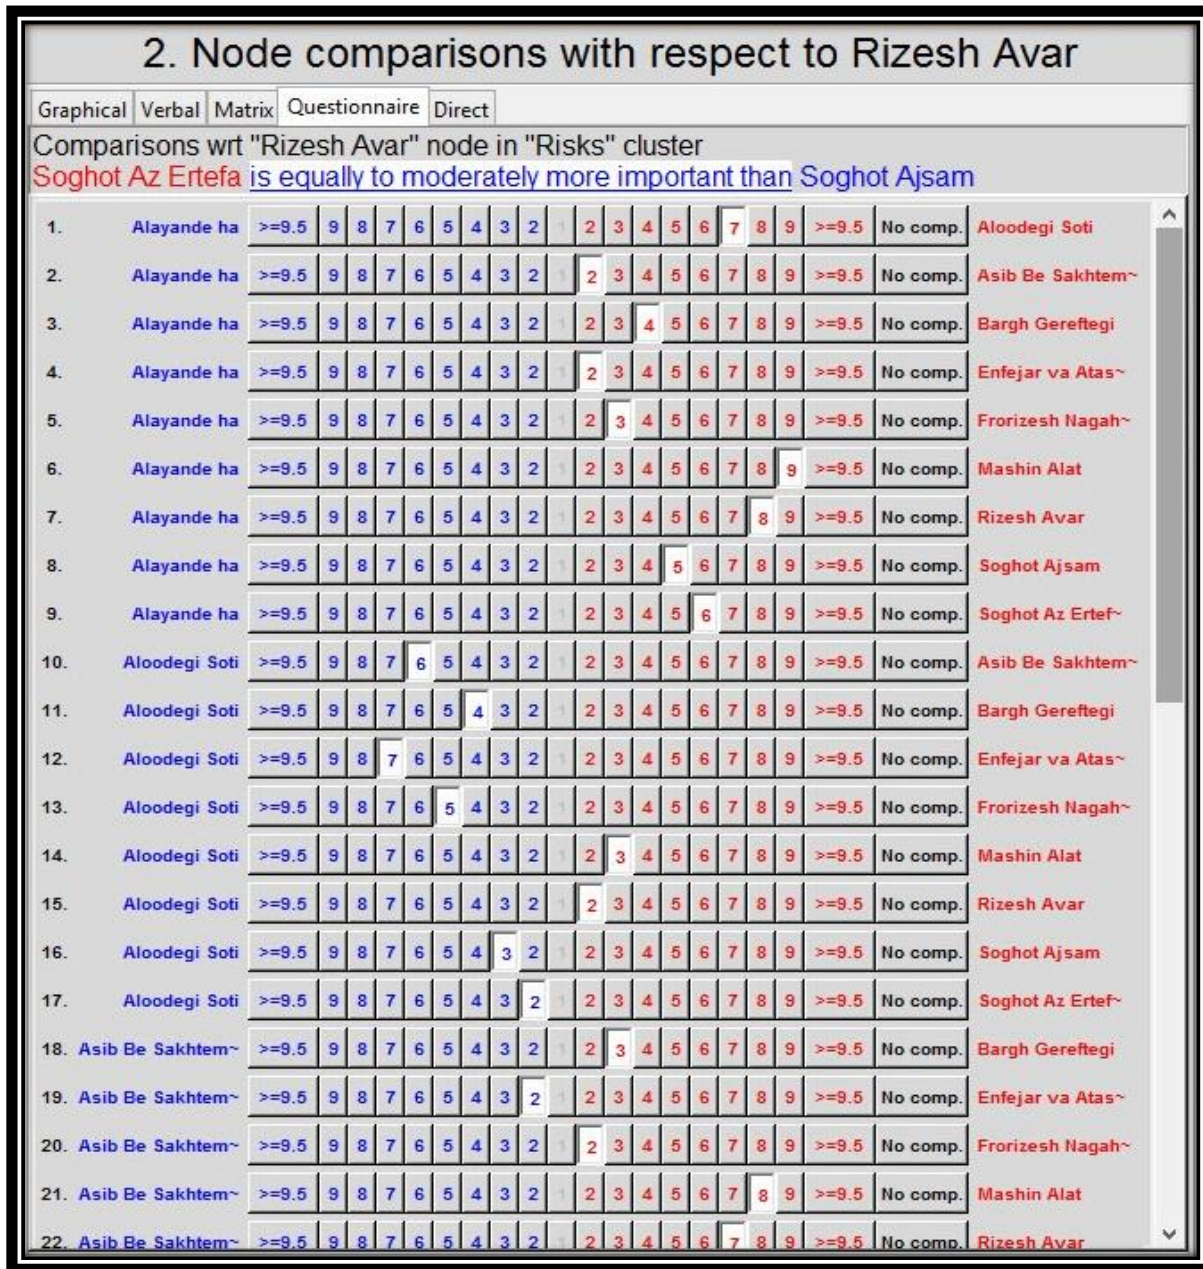 2. Node comparisons with respect to Rizesh Avar
Graphical Verbal Matrix Questionnaire Direct
Comparisons wrt "Rizesh Avar" node in "Risks" cluster
Soghot Az Ertefa is equally to moderately more important than Soghot Ajsam
1. Alayande ha >=9.5 9 8 7 6 5 4 3 2 1 2 3 4 5 6 7 8 9 >=9.5 No comp. Aloodegi Soti
2. Alayande ha >=9.5 9 8 7 6 5 4 3 2 1 2 3 4 5 6 7 8 9 >=9.5 No comp. Asib Be Sakhtem~
3. Alayande ha >=9.5 9 8 7 6 5 4 3 2 1 2 3 4 5 6 7 8 9 >=9.5 No comp. Bargh Gereftegi
4. Alayande ha >=9.5 9 8 7 6 5 4 3 2 1 2 3 4 5 6 7 8 9 >=9.5 No comp. Enfejar va Atas~
5. Alayande ha >=9.5 9 8 7 6 5 4 3 2 1 2 3 4 5 6 7 8 9 >=9.5 No comp. Frorizesh Nagah~
6. Alayande ha >=9.5 9 8 7 6 5 4 3 2 1 2 3 4 5 6 7 8 9 >=9.5 No comp. Mashin Alat
7. Alayande ha >=9.5 9 8 7 6 5 4 3 2 1 2 3 4 5 6 7 8 9 >=9.5 No comp. Rizesh Avar
8. Alayande ha >=9.5 9 8 7 6 5 4 3 2 1 2 3 4 5 6 7 8 9 >=9.5 No comp. Soghot Ajsam
9. Alayande ha >=9.5 9 8 7 6 5 4 3 2 1 2 3 4 5 6 7 8 9 >=9.5 No comp. Soghot Az Ertef~
10. Aloodegi Soti >=9.5 9 8 7 6 5 4 3 2 1 2 3 4 5 6 7 8 9 >=9.5 No comp. Asib Be Sakhtem~
11. Aloodegi Soti >=9.5 9 8 7 6 5 4 3 2 1 2 3 4 5 6 7 8 9 >=9.5 No comp. Bargh Gereftegi
12. Aloodegi Soti >=9.5 9 8 7 6 5 4 3 2 1 2 3 4 5 6 7 8 9 >=9.5 No comp. Enfejar va Atas~
13. Aloodegi Soti >=9.5 9 8 7 6 5 4 3 2 1 2 3 4 5 6 7 8 9 >=9.5 No comp. Frorizesh Nagah~
14. Aloodegi Soti >=9.5 9 8 7 6 5 4 3 2 1 2 3 4 5 6 7 8 9 >=9.5 No comp. Mashin Alat
15. Aloodegi Soti >=9.5 9 8 7 6 5 4 3 2 1 2 3 4 5 6 7 8 9 >=9.5 No comp. Rizesh Avar
16. Aloodegi Soti >=9.5 9 8 7 6 5 4 3 2 1 2 3 4 5 6 7 8 9 >=9.5 No comp. Soghot Ajsam
17. Aloodegi Soti >=9.5 9 8 7 6 5 4 3 2 1 2 3 4 5 6 7 8 9 >=9.5 No comp. Soghot Az Ertef~
18. Asib Be Sakhtem~ >=9.5 9 8 7 6 5 4 3 2 1 2 3 4 5 6 7 8 9 >=9.5 No comp. Bargh Gereftegi
19. Asib Be Sakhtem~ >=9.5 9 8 7 6 5 4 3 2 1 2 3 4 5 6 7 8 9 >=9.5 No comp. Enfejar va Atas~
20. Asib Be Sakhtem~ >=9.5 9 8 7 6 5 4 3 2 1 2 3 4 5 6 7 8 9 >=9.5 No comp. Frorizesh Nagah~
21. Asib Be Sakhtem~ >=9.5 9 8 7 6 5 4 3 2 1 2 3 4 5 6 7 8 9 >=9.5 No comp. Mashin Alat
22. Asib Be Sakhtem~ >=9.5 9 8 7 6 5 4 3 2 1 2 3 4 5 6 7 8 9 >=9.5 No comp. Rizesh Avar